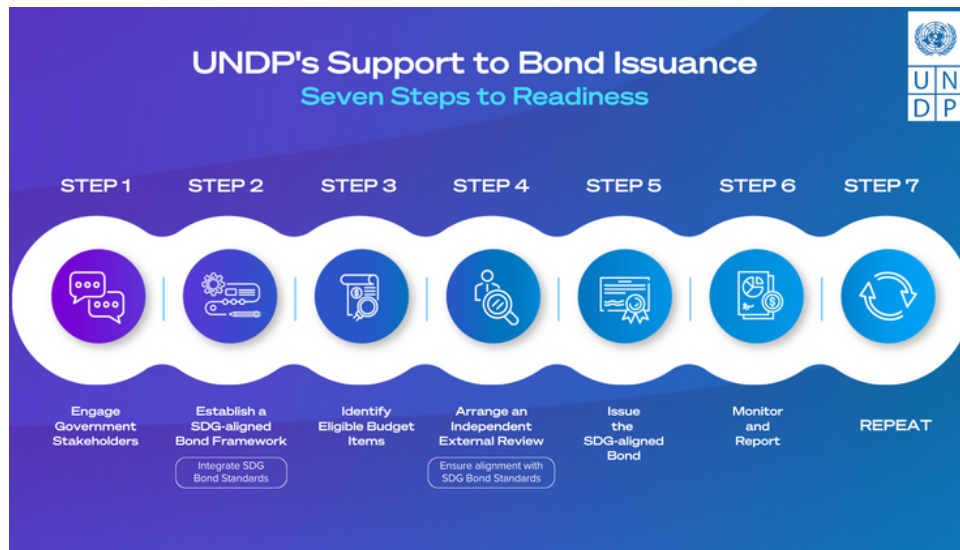 UNDP's Support to Bond Issuance
Seven Steps to Readiness
U N
D P
STEP 1
STEP 2
STEP 3
STEP 4
STEP 5
STEP 6
STEP 7
Engage
Government
Stakeholders
Establish a
SDG-aligned
Bond Framework
Integrate SDG
Bond Standards
Identify
Eligible Budget
Items
Arrange an
Independent
External Review
Ensure alignment with
SDG Bond Standards
Issue
the
SDG-aligned
Bond
Monitor
and
Report
REPEAT